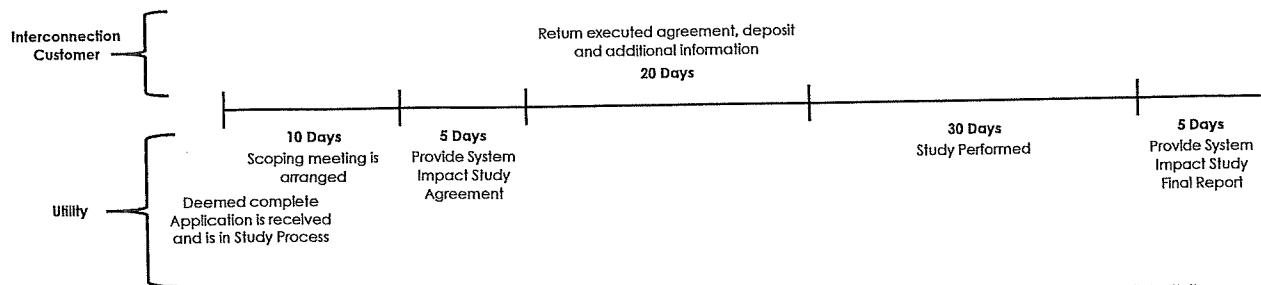 Interconnection
Customer
Return executed agreement, deposit
and additional information
20 Days
10 Days
Scoping meeting is
arranged
5 Days
Provide System
Impact Study
Agreement
30 Days
Study Performed
5 Days
Provide System
Impact Study
Final Report
Utility
Deemed complete
Application is received
and is in Study Process